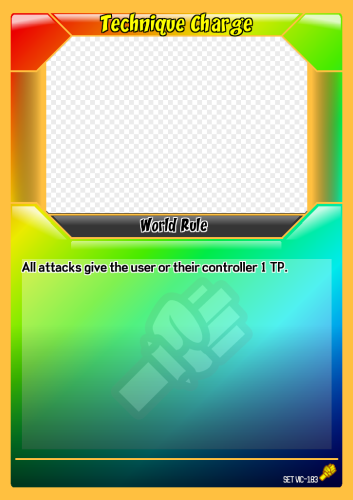 Technique Charge
World Rule
All attacks give the user or their controller 1 TP.
SET VIC-183